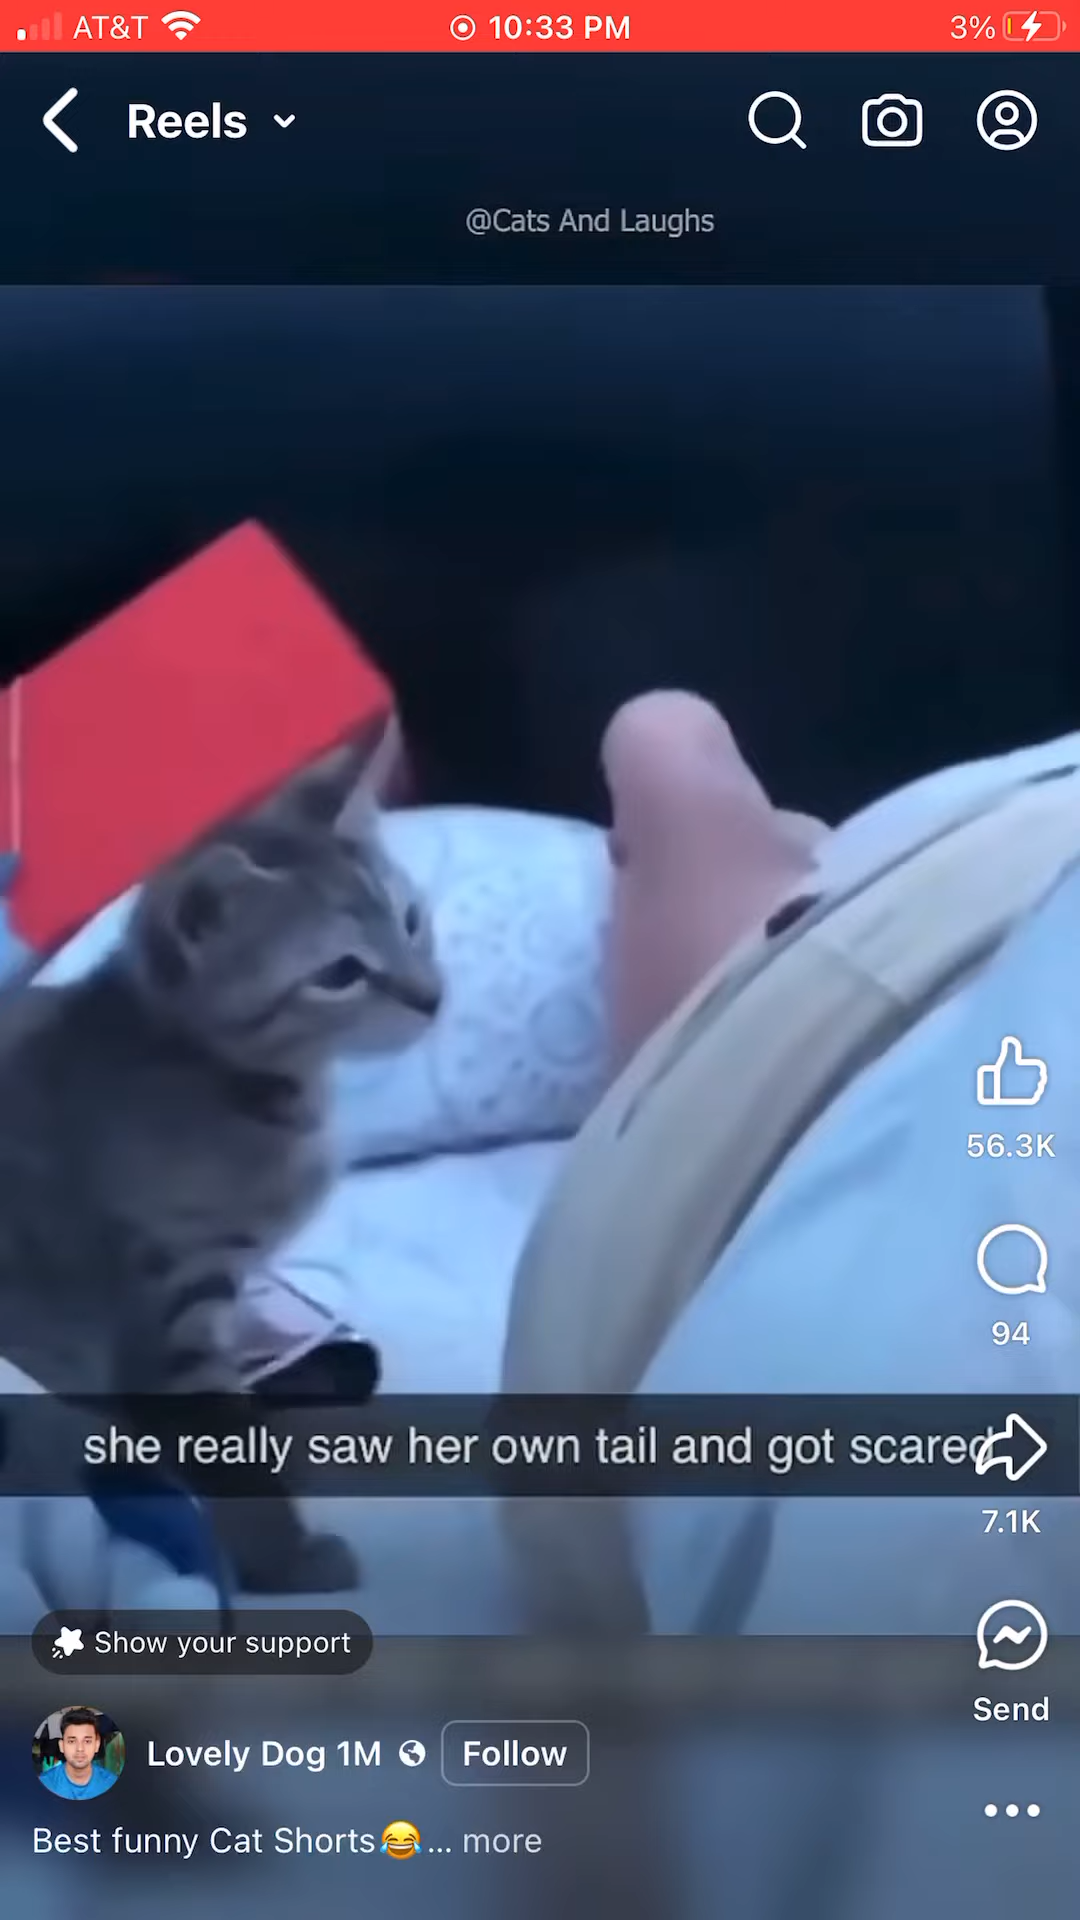 AT&T 10:33 PM 3%
Reels
@Cats And Laughs
56.3K
94
she really saw her own tail and got scared
7.1K
Show your support
Send
Lovely Dog 1M Follow
Best funny Cat Shorts😂... more